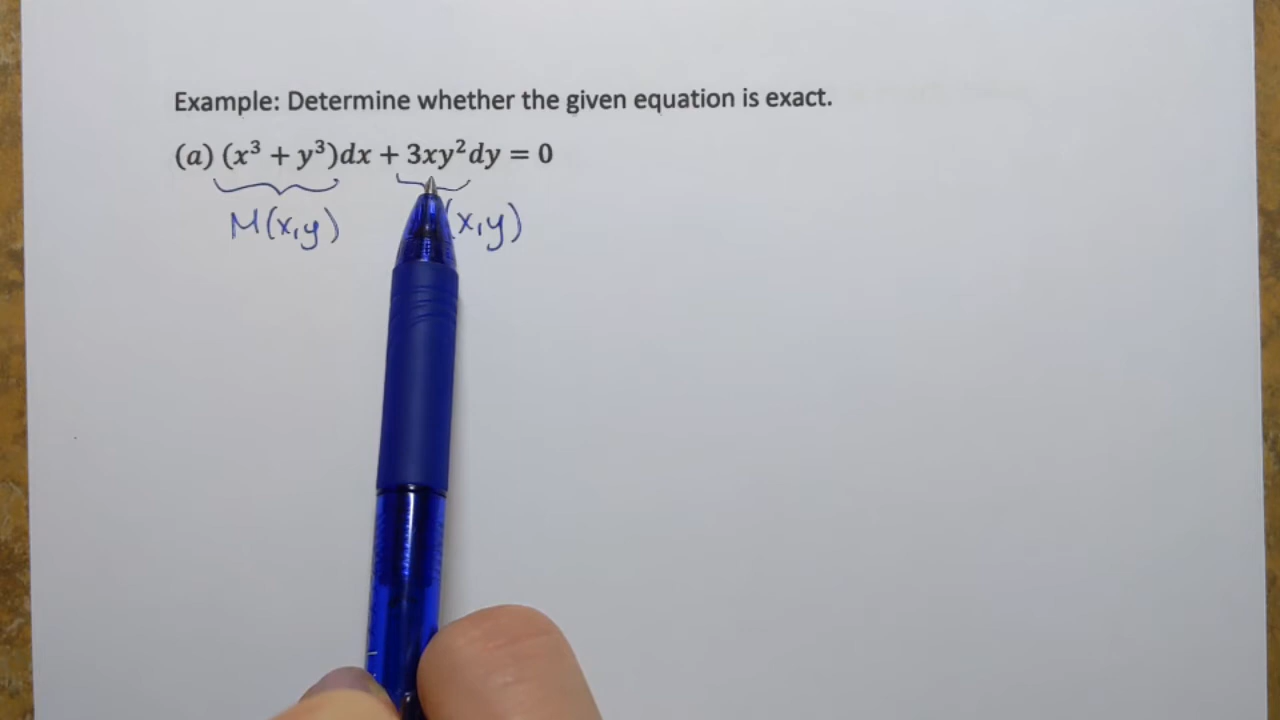 Example: Determine whether the given equation is exact.
(a) (x³ + y³)dx + 3xy²dy = 0
M(x,y) (x,y)